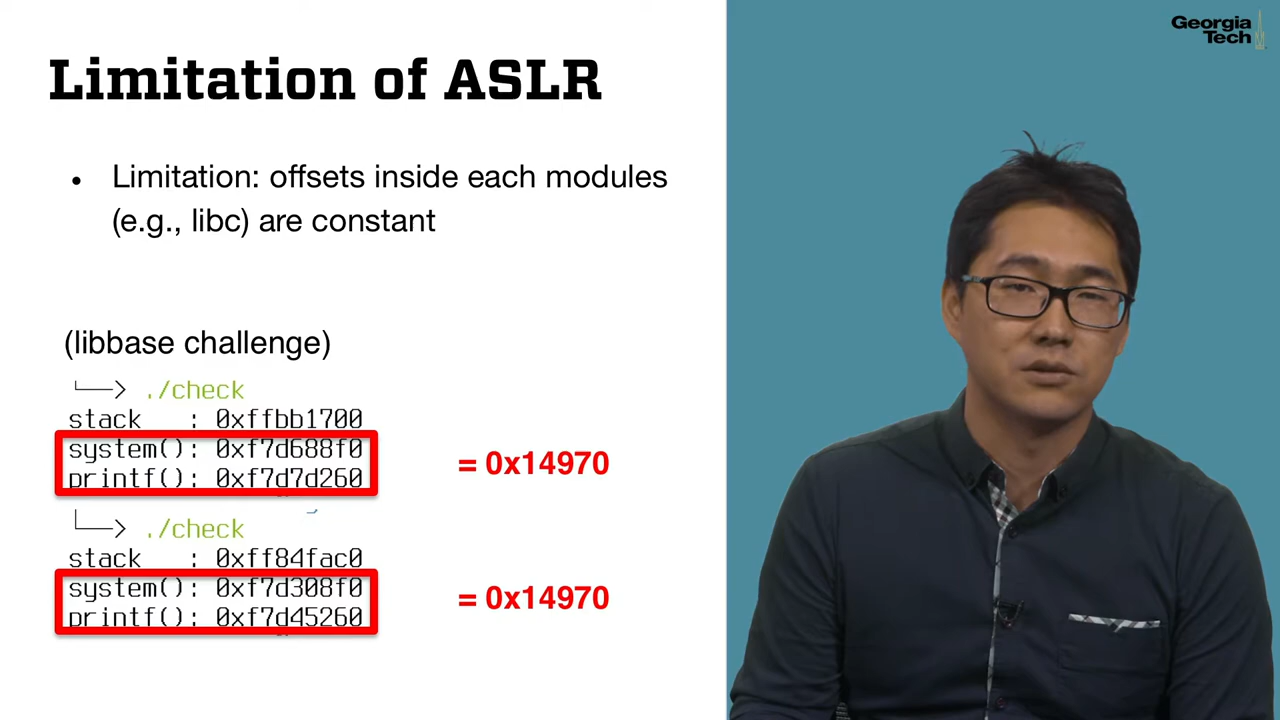 Georgia
Tech
Limitation of ASLR
• Limitation: offsets inside each modules
(e.g., libc) are constant
(libbase challenge)
└──> ./check
stack : 0xffbb1700
system(): 0xf7d688f0
printf(): 0xf7d7d260
= 0x14970
└──> ./check
stack : 0xff84fac0
system(): 0xf7d308f0
printf(): 0xf7d45260
= 0x14970